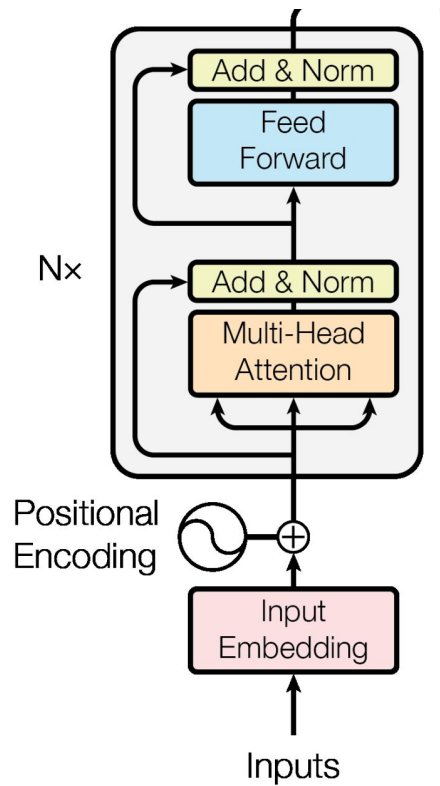 Add & Norm
Feed
Forward
N×
Add & Norm
Multi-Head
Attention
Positional
Encoding
Input
Embedding
Inputs